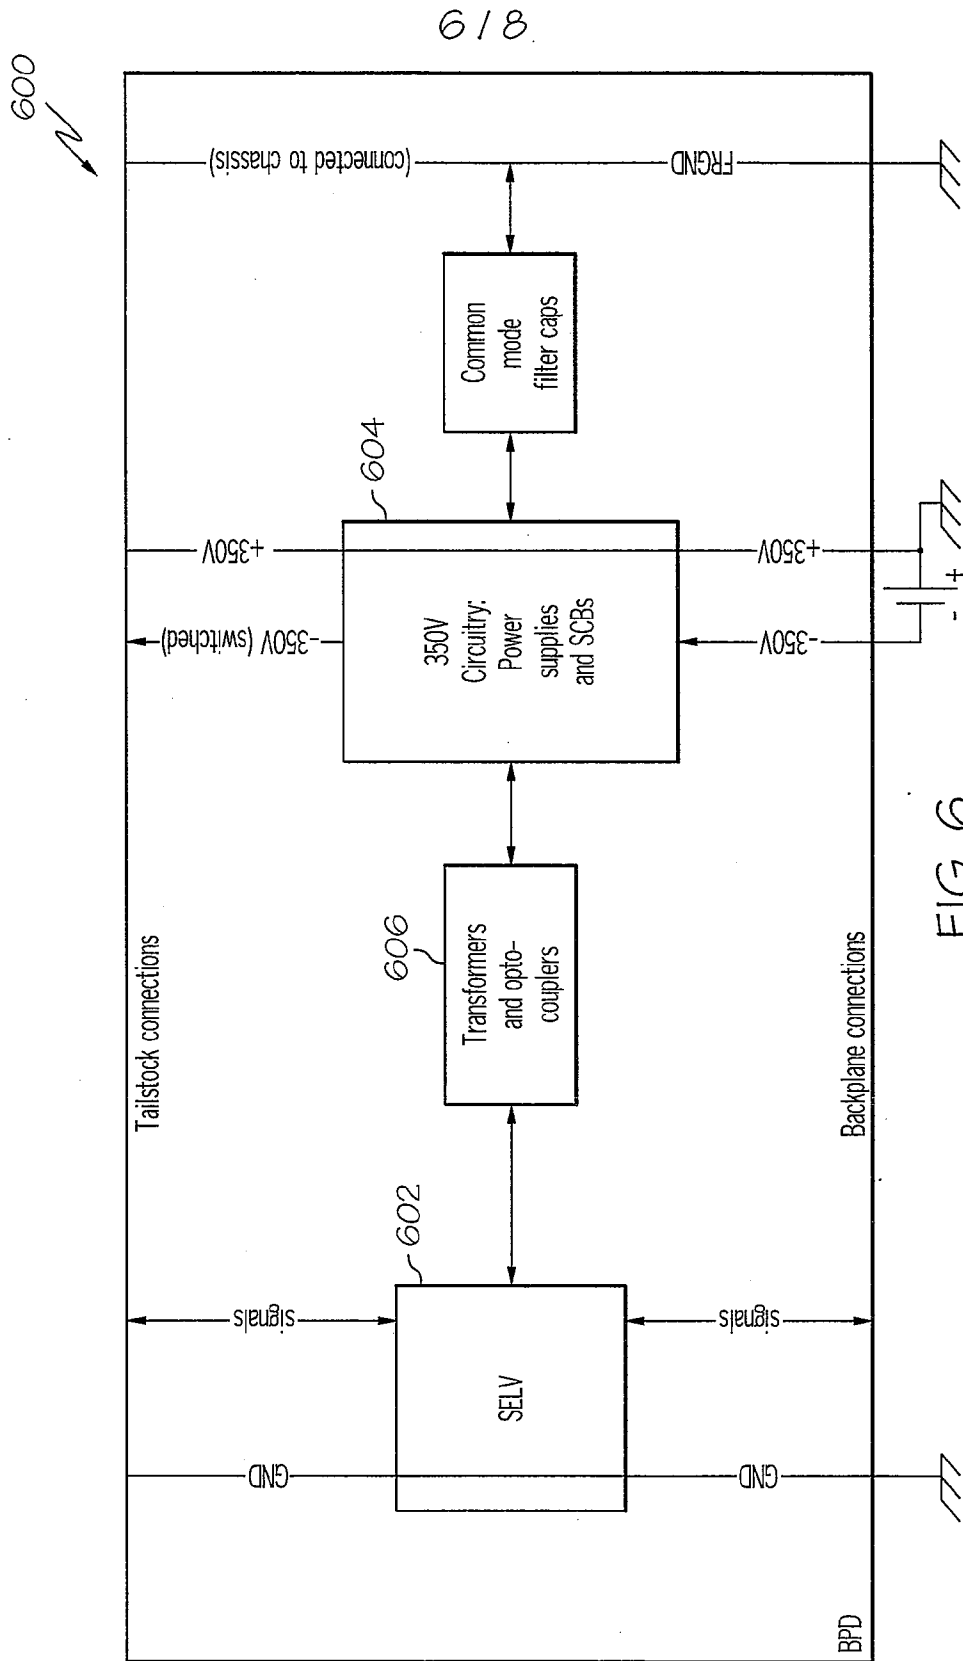 6/8
600
Tailstock connections
GND
signals
-350V (switched)
+350V
(connected to chassis)
602
SELV
606
Transformers
and opto-
couplers
604
350V
Circuitry:
Power
supplies
and SCBs
Common
mode
filter caps
GND
signals
-350V
+350V
FRGND
BPD
Backplane connections
- +
FIG. 6